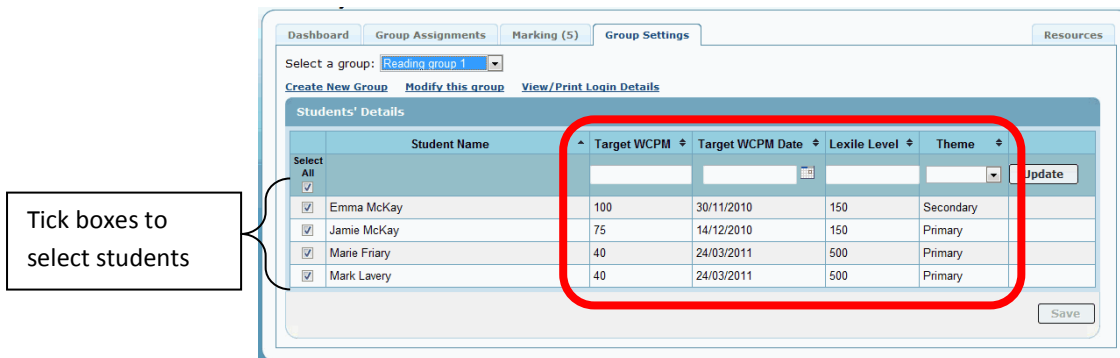 Dashboard Group Assignments Marking (5) Group Settings Resources
Select a group: Reading group 1
Create New Group Modify this group View/Print Login Details
Students' Details
Student Name Target WCPM Target WCPM Date Lexile Level Theme
Select
All
Update
Emma McKay 100 30/11/2010 150 Secondary
Jamie McKay 75 14/12/2010 150 Primary
Marie Friary 40 24/03/2011 500 Primary
Mark Lavery 40 24/03/2011 500 Primary
Save
Tick boxes to
select students